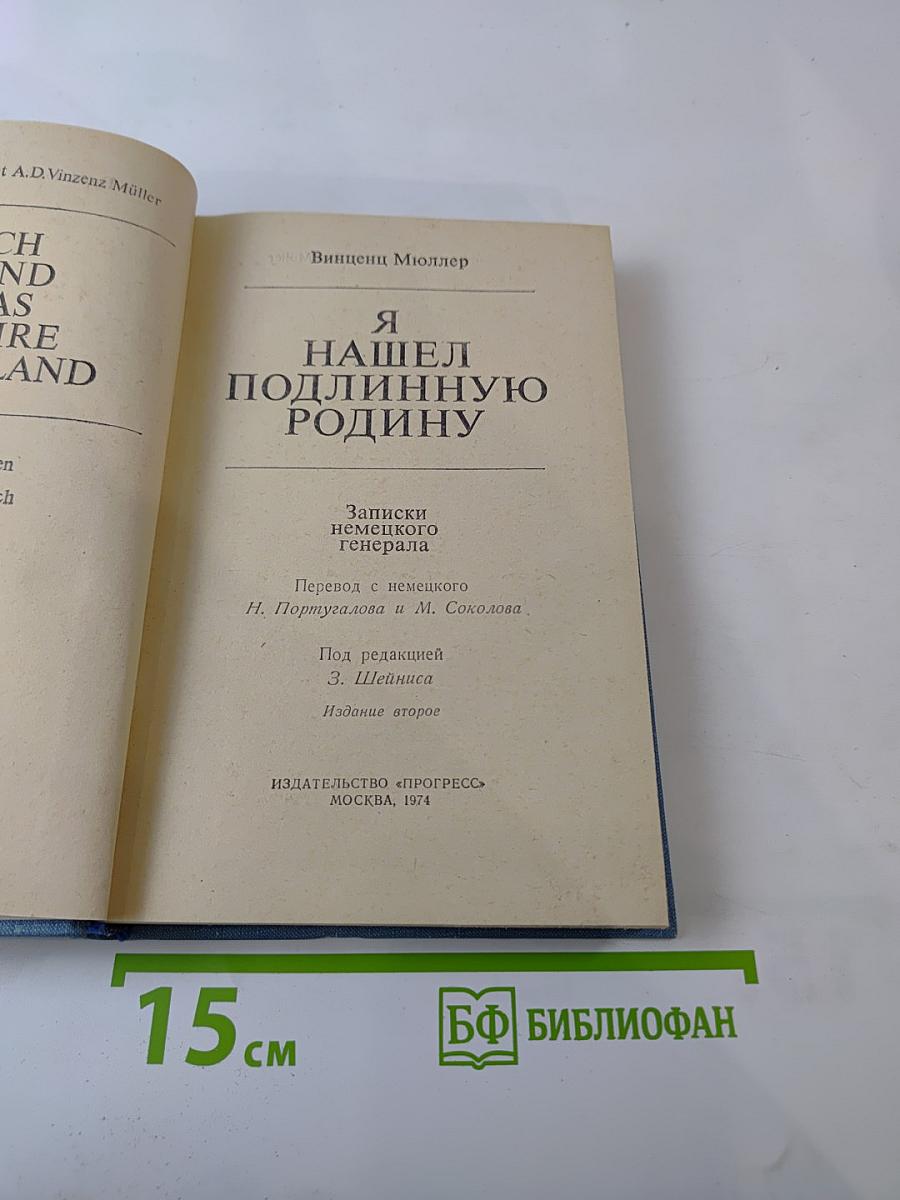 A.D. Vinzenz Müller
CH
ND
AS
IRE
LAND
en
ch
Винценц Мюллер
Я
НАШЕЛ
ПОДЛИННУЮ
РОДИНУ
Записки
немецкого
генерала
Перевод с немецкого
Н. Португалова и М. Соколова
Под редакцией
З. Шейниса
Издание второе
ИЗДАТЕЛЬСТВО «ПРОГРЕСС»
МОСКВА, 1974
15 см
БФ БИБЛИОФАН